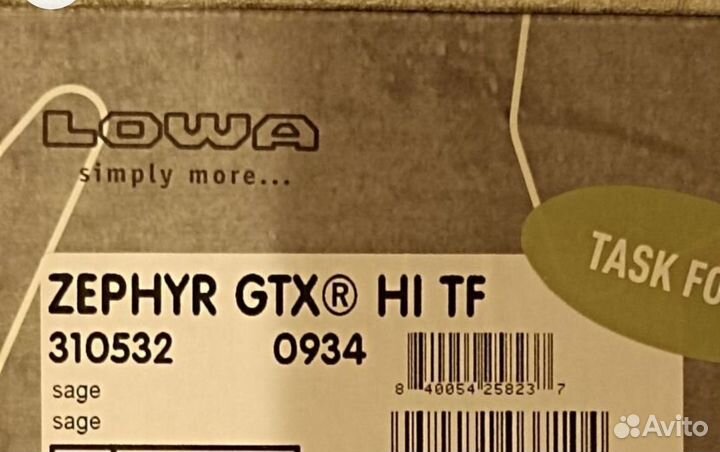 LOWA
simply more...
TASK FO
ZEPHYR GTX® HI TF
310532 0934
8 40054 25823 7
sage
sage
Avito